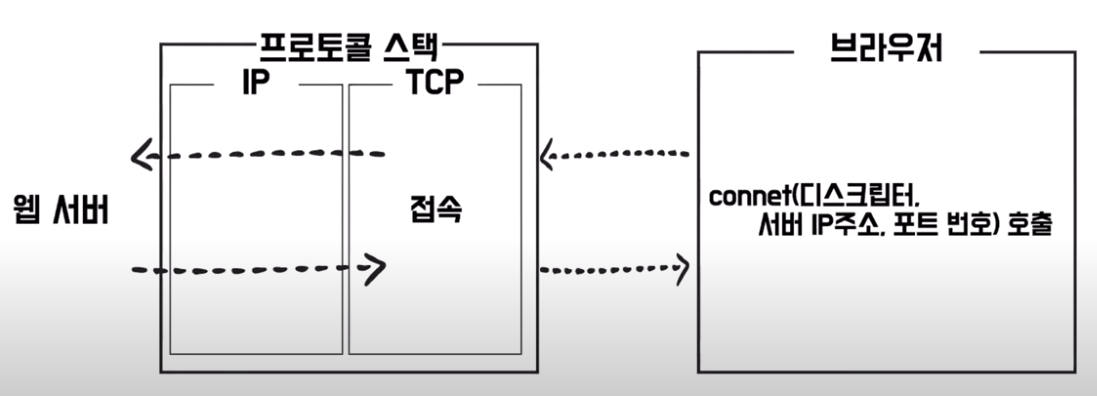 프로토콜 스택
브라우저
IP
TCP
웹 서버
접속
connet(디스크립터,
서버 IP주소, 포트 번호) 호출